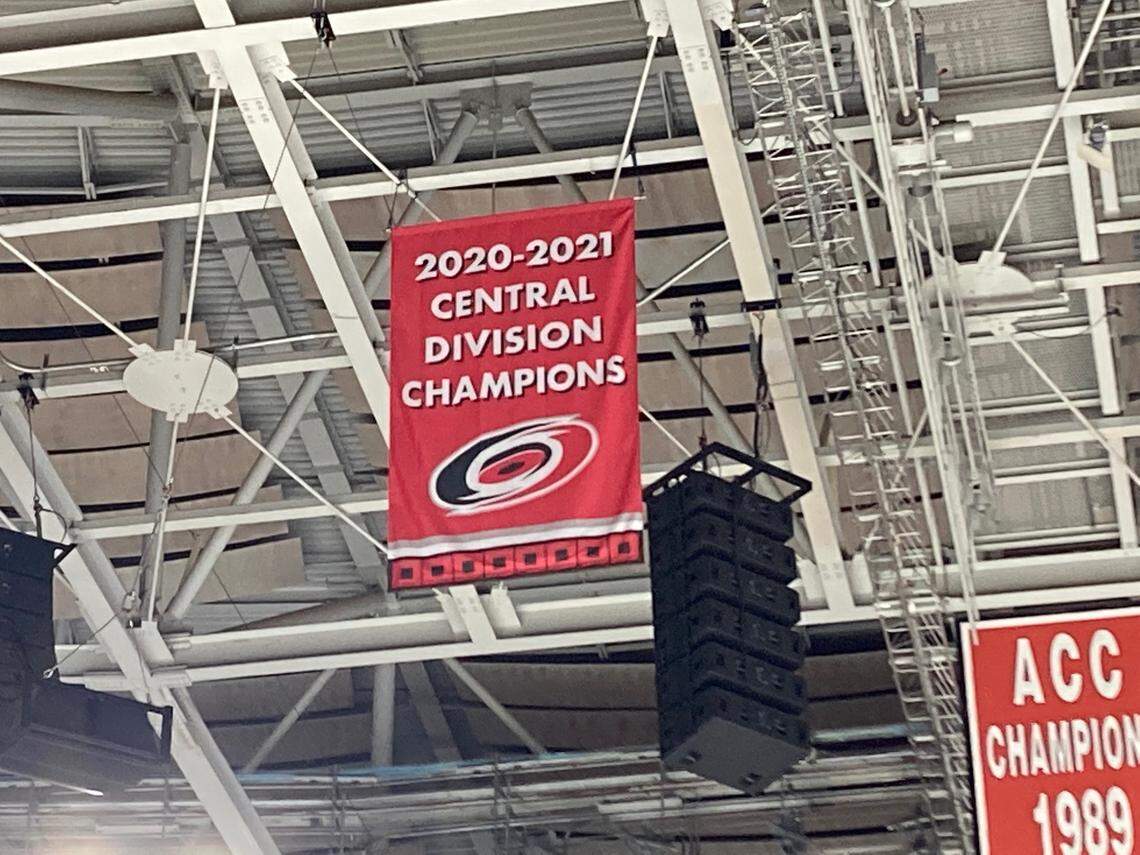 2020-2021
CENTRAL
DIVISION
CHAMPIONS
ACC
CHAMPION
1989